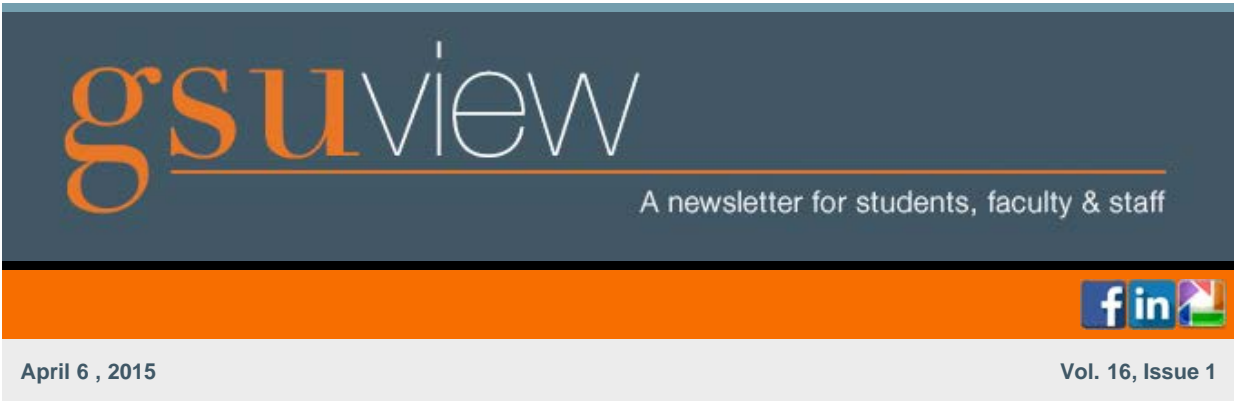 gsuview
A newsletter for students, faculty & staff
f in
April 6 , 2015 Vol. 16, Issue 1